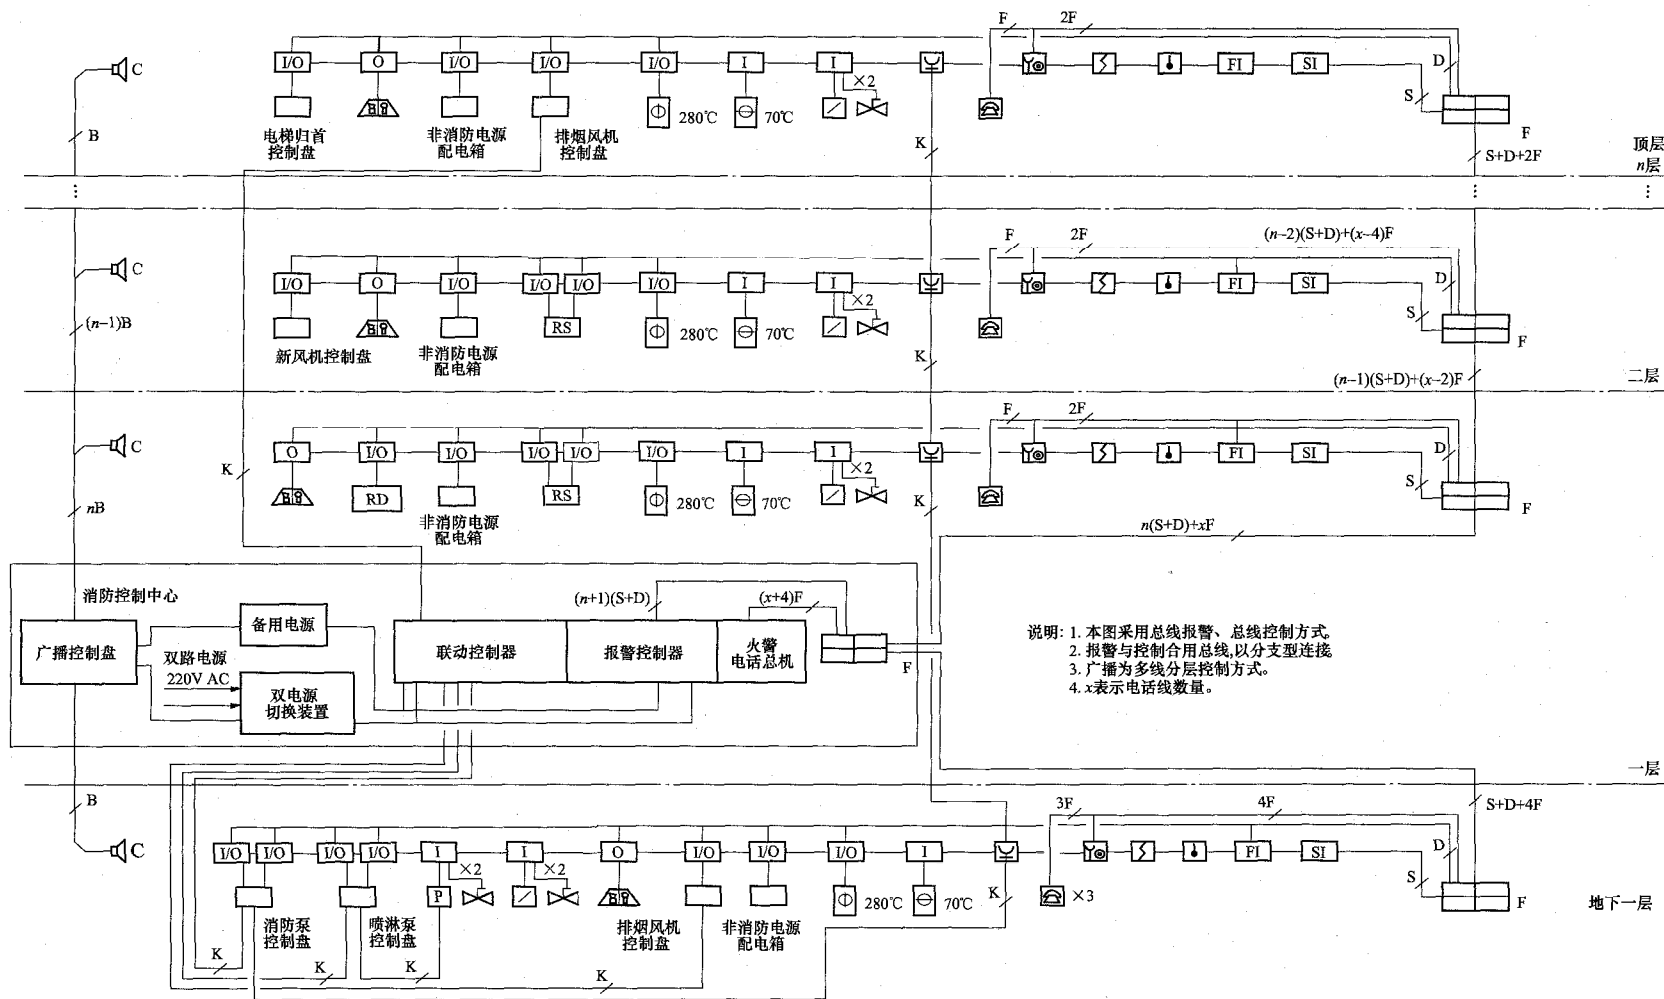 F 2F
C I/O O I/O I/O I/O I I FI SI D
×2
S
280℃ 70℃
B 电梯归首 非消防电源 排烟风机 K F
控制盘 配电箱 控制盘 S+D+2F 顶层
n层
⋮ ⋮ ⋮
F 2F (n–2)(S+D)+(x–4)F
C I/O O I/O I/O I/O I/O I I FI SI D
×2
S
(n–1)B RS 280℃ 70℃ F
新风机控制盘 非消防电源 K
配电箱
(n–1)(S+D)+(x–2)F 二层
F 2F
C O I/O I/O I/O I/O I/O I I FI SI D
K ×2
S
nB RD RS 280℃ 70℃ K F
非消防电源
配电箱
n(S+D)+xF
消防控制中心 (n+1)(S+D) (x+4)F
备用电源
广播控制盘 双路电源 联动控制器 报警控制器 火警
电话总机
220V AC F
双电源
切换装置
说明: 1. 本图采用总线报警、总线控制方式。
2. 报警与控制合用总线,以分支型连接。
3. 广播为多线分层控制方式。
4. x表示电话线数量。
一层
B 3F 4F S+D+4F
C I/O I/O I/O I/O I I O I/O I/O I/O I FI SI D
×2 ×2 S
P 280℃ 70℃ K ×3 F 地下一层
消防泵 喷淋泵 排烟风机 非消防电源
控制盘 控制盘 控制盘 配电箱
K K K K